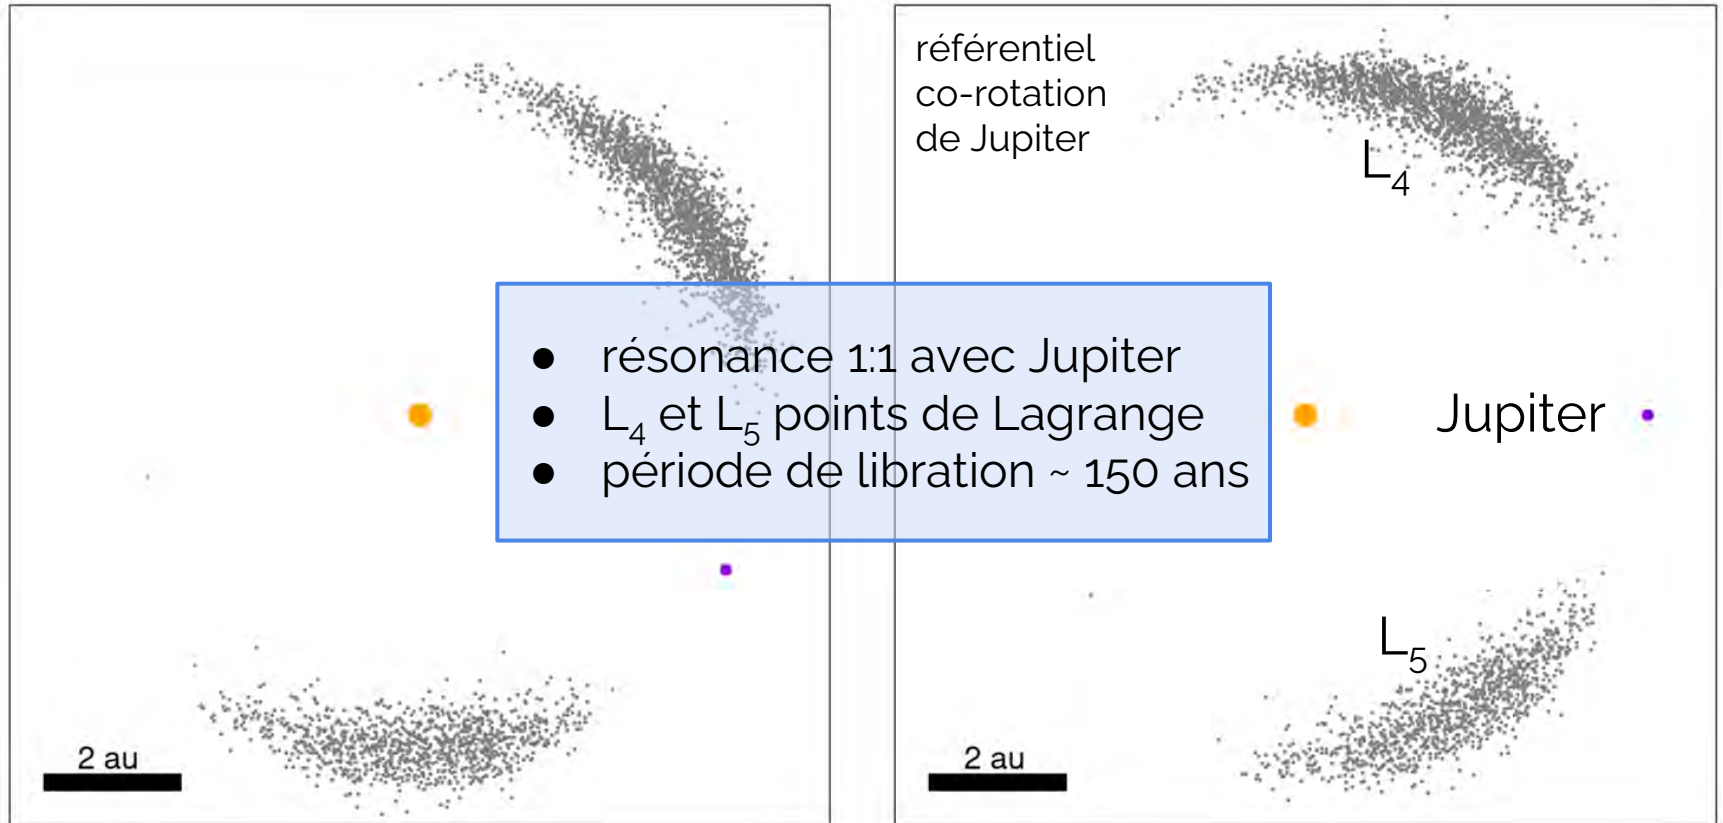 référentiel
co-rotation
de Jupiter
L₄
● résonance 1:1 avec Jupiter
● L₄ et L₅ points de Lagrange
● période de libration ~ 150 ans
Jupiter
L₅
2 au
2 au